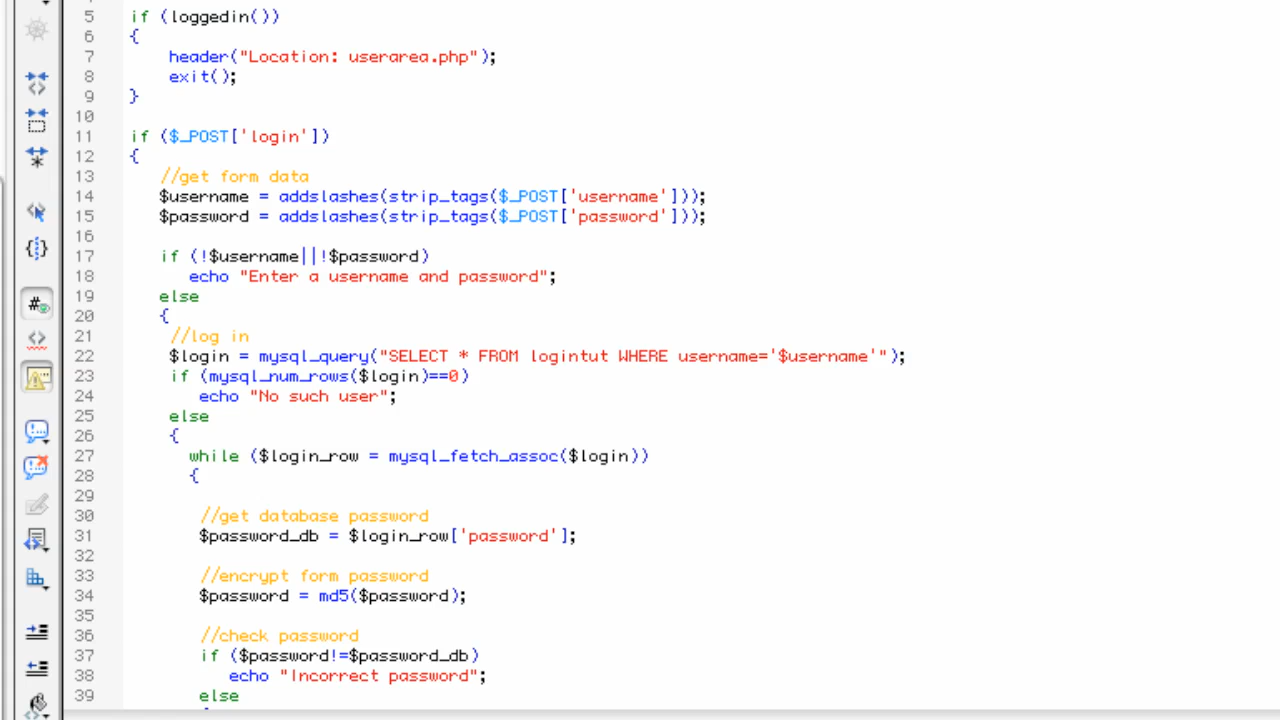 5 if (loggedin())
6 {
7 header("Location: userarea.php");
8 exit();
9 }
10
11 if ($_POST['login'])
12 {
13 //get form data
14 $username = addslashes(strip_tags($_POST['username']));
15 $password = addslashes(strip_tags($_POST['password']));
16
17 if (!$username||!$password)
18 echo "Enter a username and password";
19 else
20 {
21 //log in
22 $login = mysql_query("SELECT * FROM logintut WHERE username='$username'");
23 if (mysql_num_rows($login)==0)
24 echo "No such user";
25 else
26 {
27 while ($login_row = mysql_fetch_assoc($login))
28 {
29
30 //get database password
31 $password_db = $login_row['password'];
32
33 //encrypt form password
34 $password = md5($password);
35
36 //check password
37 if ($password!=$password_db)
38 echo "Incorrect password";
39 else